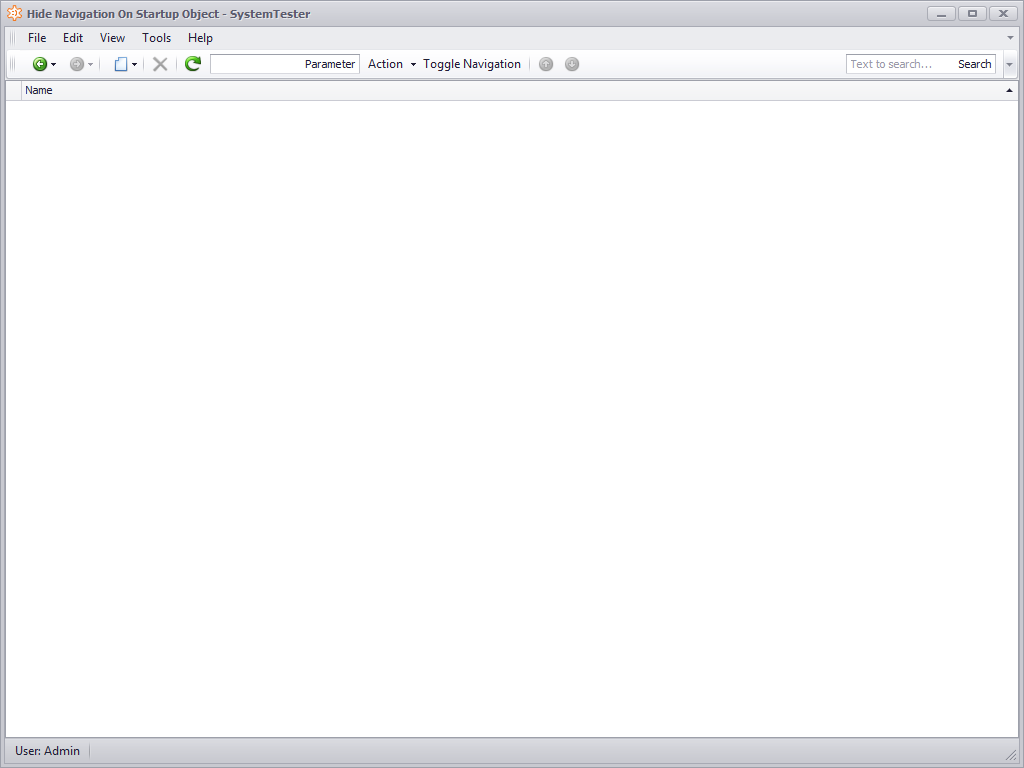 Hide Navigation On Startup Object - SystemTester
File Edit View Tools Help
Parameter Action Toggle Navigation Text to search... Search
Name
User: Admin